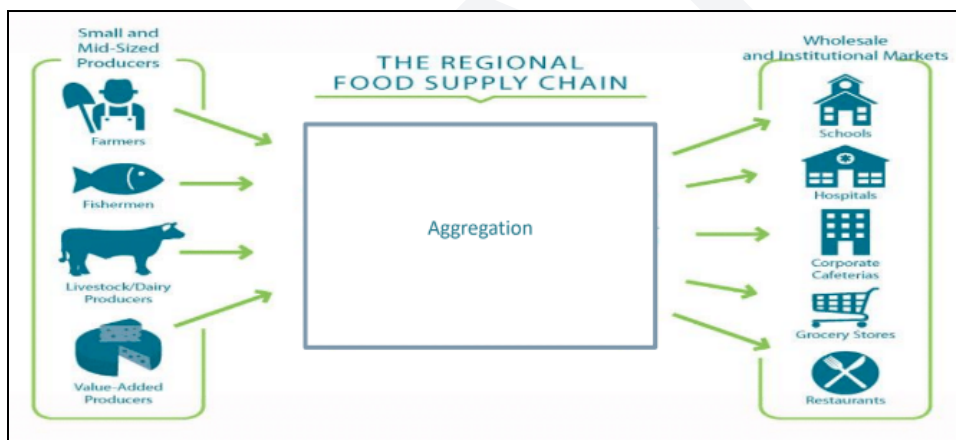 Small and
Mid-Sized
Producers
Farmers
Fishermen
Livestock/Dairy
Producers
Value-Added
Producers
THE REGIONAL
FOOD SUPPLY CHAIN
Aggregation
Wholesale
and Institutional Markets
Schools
Hospitals
Corporate
Cafeterias
Grocery Stores
Restaurants